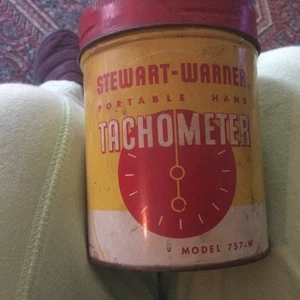 STEWART-WARNER
PORTABLE HAND
TACHOMETER
MODEL 757-W